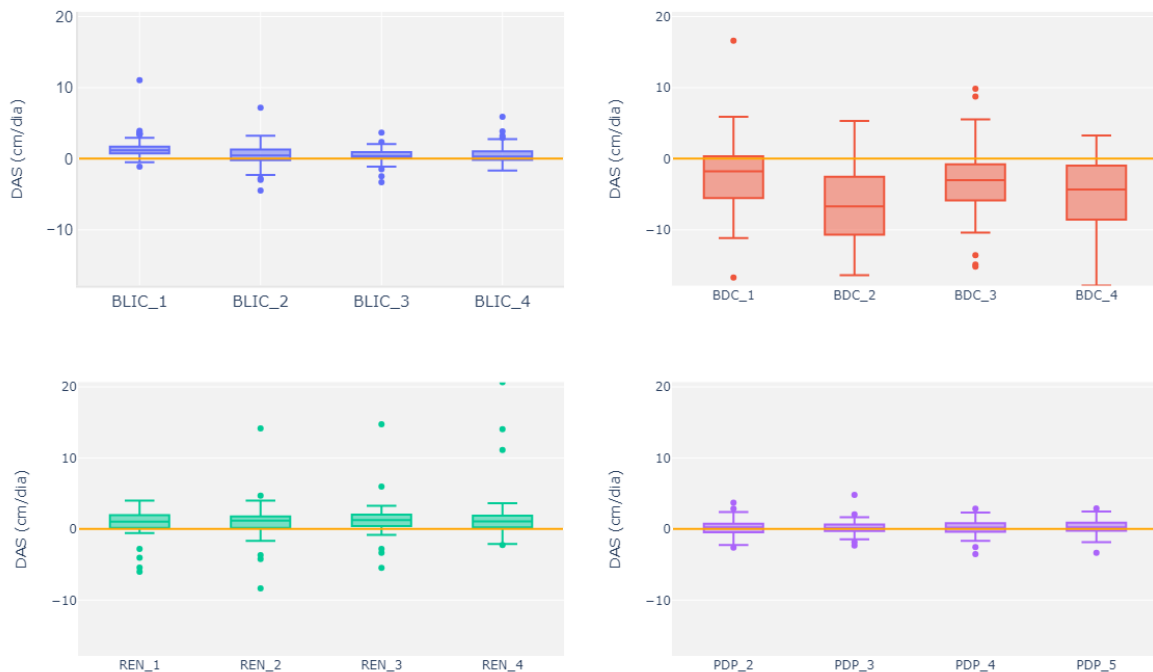 20
10
0
−10
DAS (cm/dia)
BLIC_1 BLIC_2 BLIC_3 BLIC_4
20
10
0
−10
DAS (cm/dia)
BDC_1 BDC_2 BDC_3 BDC_4
20
10
0
−10
DAS (cm/dia)
REN_1 REN_2 REN_3 REN_4
20
10
0
−10
DAS (cm/dia)
PDP_2 PDP_3 PDP_4 PDP_5